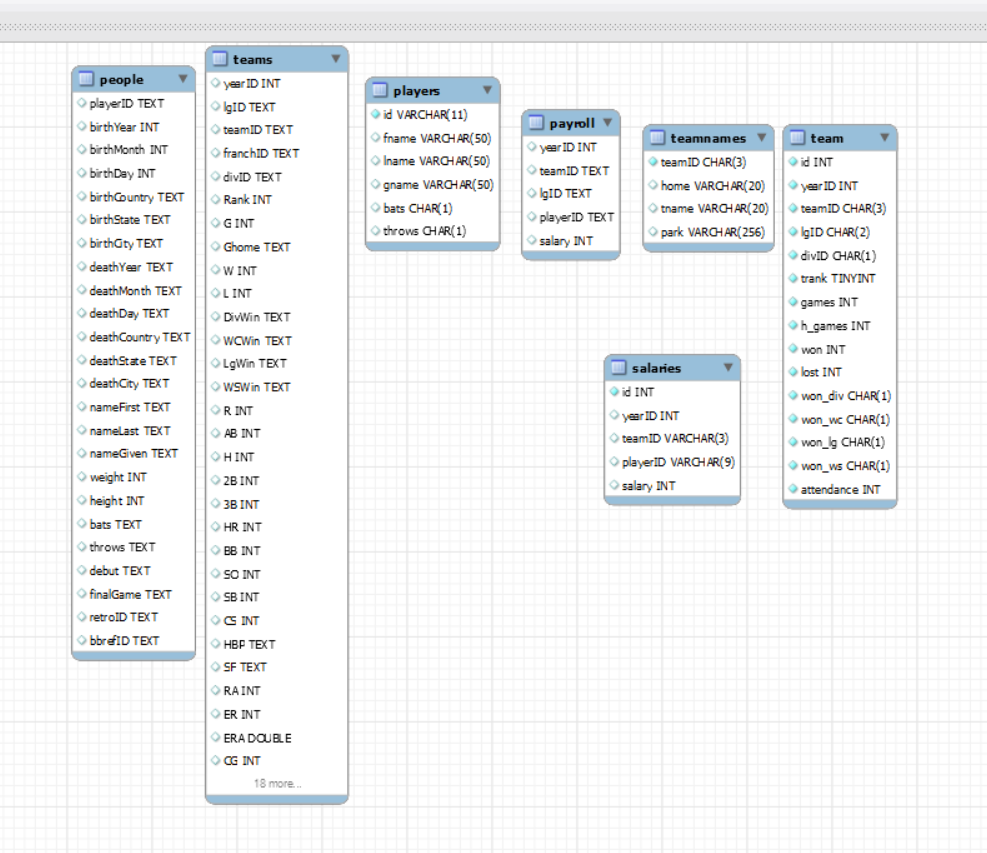 people
playerID TEXT
birthYear INT
birthMonth INT
birthDay INT
birthCountry TEXT
birthState TEXT
birthCity TEXT
deathYear TEXT
deathMonth TEXT
deathDay TEXT
deathCountry TEXT
deathState TEXT
deathCity TEXT
nameFirst TEXT
nameLast TEXT
nameGiven TEXT
weight INT
height INT
bats TEXT
throws TEXT
debut TEXT
finalGame TEXT
retroID TEXT
bbrefID TEXT
teams
yearID INT
lgID TEXT
teamID TEXT
franchID TEXT
divID TEXT
Rank INT
G INT
Ghome TEXT
W INT
L INT
DivWin TEXT
WCWin TEXT
LgWin TEXT
WSWin TEXT
R INT
AB INT
H INT
2B INT
3B INT
HR INT
BB INT
SO INT
SB INT
CS INT
HBP TEXT
SF TEXT
RA INT
ER INT
ERA DOUBLE
CG INT
18 more...
players
id VARCHAR(11)
fname VARCHAR(50)
lname VARCHAR(50)
gname VARCHAR(50)
bats CHAR(1)
throws CHAR(1)
payroll
yearID INT
teamID TEXT
lgID TEXT
playerID TEXT
salary INT
teamnames
teamID CHAR(3)
home VARCHAR(20)
tname VARCHAR(20)
park VARCHAR(256)
team
id INT
yearID INT
teamID CHAR(3)
lgID CHAR(2)
divID CHAR(1)
trank TINYINT
games INT
h_games INT
won INT
lost INT
won_div CHAR(1)
won_wc CHAR(1)
won_lg CHAR(1)
won_ws CHAR(1)
attendance INT
salaries
id INT
yearID INT
teamID VARCHAR(3)
playerID VARCHAR(9)
salary INT